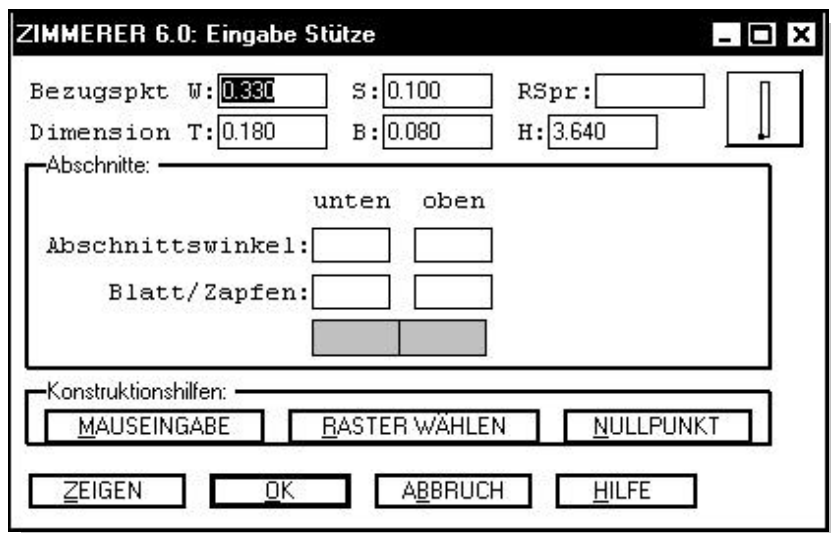 ZIMMERER 6.0: Eingabe Stütze
Bezugspkt W: 0.330 S: 0.100 RSpr:
Dimension T: 0.180 B: 0.080 H: 3.640
Abschnitte:
unten oben
Abschnittswinkel:
Blatt/Zapfen:
Konstruktionshilfen:
MAUSEINGABE RASTER WÄHLEN NULLPUNKT
ZEIGEN OK ABBRUCH HILFE